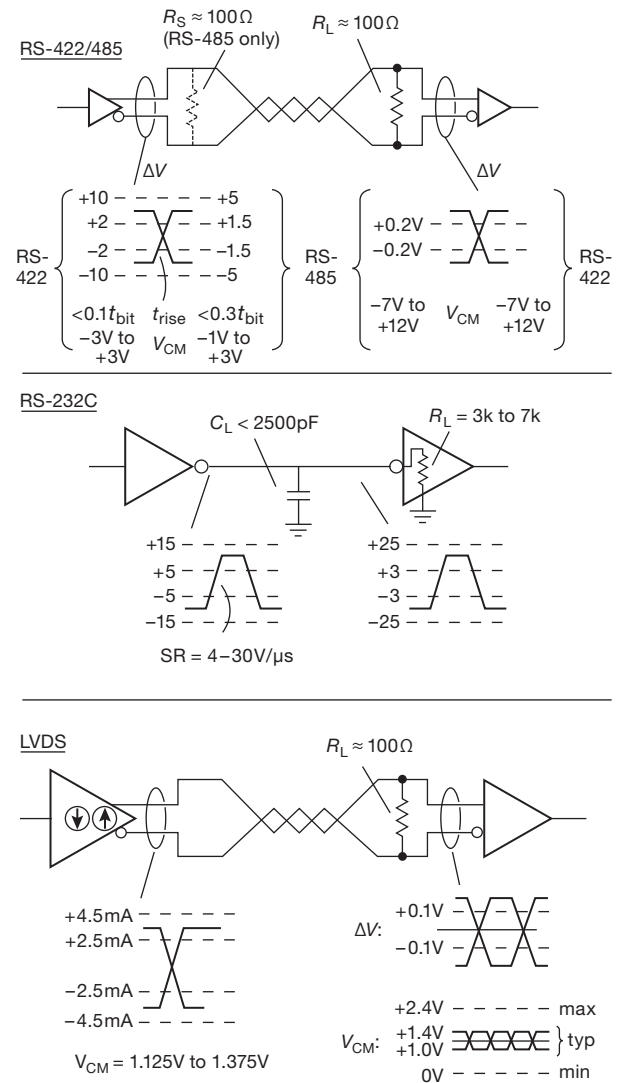 RS-422/485
R_S ≈ 100Ω
(RS-485 only)
R_L ≈ 100Ω
ΔV
ΔV
RS-
422
+10
+2
−2
−10
+5
+1.5
−1.5
−5
<0.1t_bit
t_rise
<0.3t_bit
−3V to
+3V
V_CM
−1V to
+3V
RS-
485
+0.2V
−0.2V
−7V to
+12V
V_CM
−7V to
+12V
RS-
422
RS-232C
C_L < 2500pF
R_L = 3k to 7k
+15
+5
−5
−15
SR = 4–30V/µs
+25
+3
−3
−25
LVDS
R_L ≈ 100Ω
+4.5mA
+2.5mA
−2.5mA
−4.5mA
V_CM = 1.125V to 1.375V
ΔV:
+0.1V
−0.1V
V_CM:
+2.4V
max
+1.4V
+1.0V
typ
0V
min